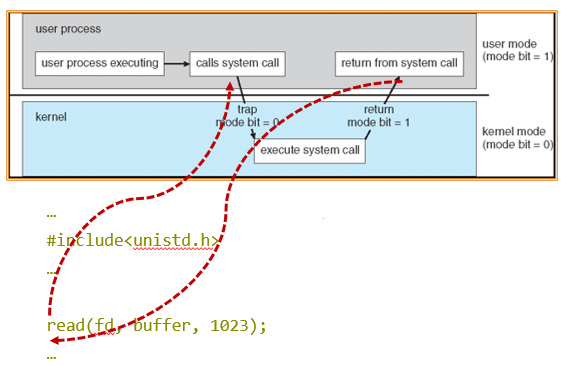 user process
user process executing
calls system call
return from system call
user mode
(mode bit = 1)
kernel
trap
mode bit = 0
return
mode bit = 1
execute system call
kernel mode
(mode bit = 0)
…
#include<unistd.h>
…
read(fd, buffer, 1023);
…